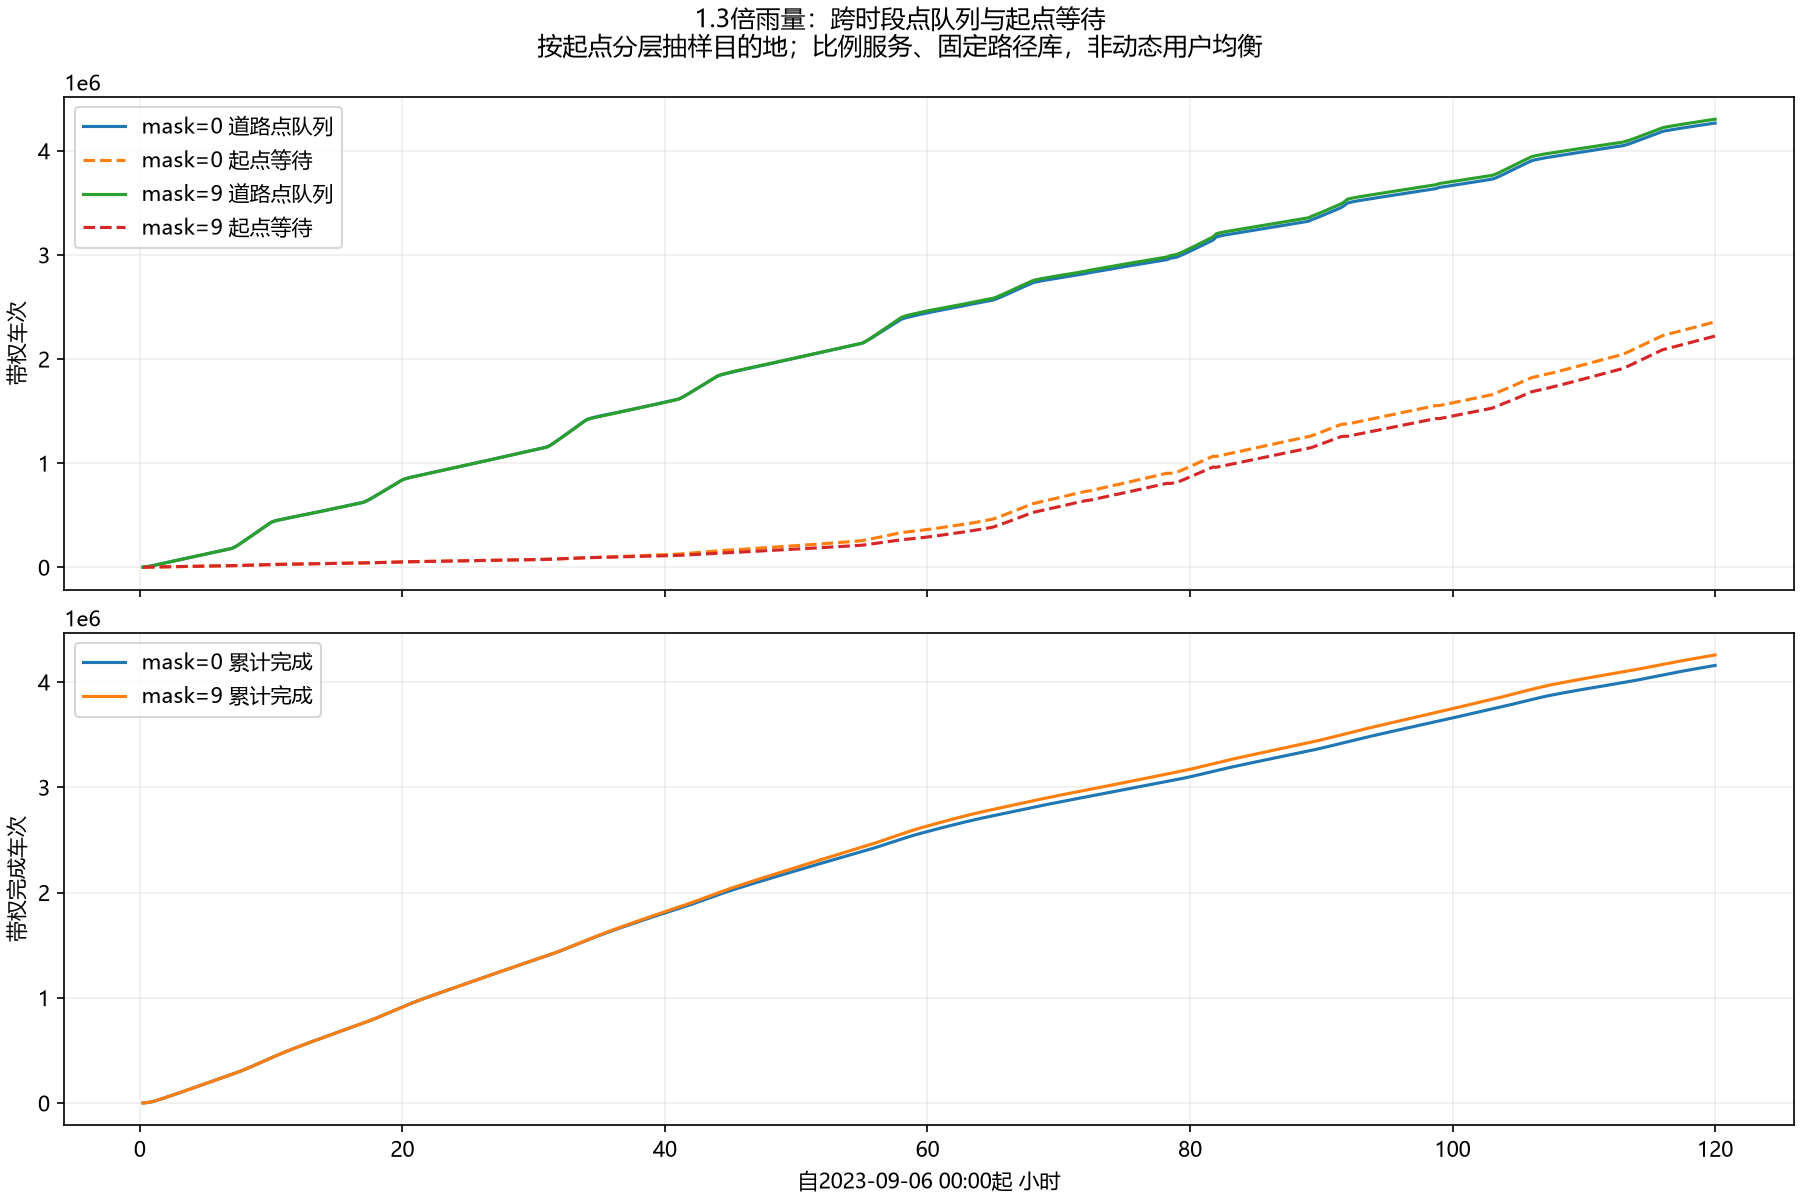 1.3倍雨量：跨时段点队列与起点等待
按起点分层抽样目的地；比例服务、固定路径库，非动态用户均衡
1e6
mask=0 道路点队列
mask=0 起点等待
mask=9 道路点队列
mask=9 起点等待
4
3
2
1
0
带权车次
1e6
mask=0 累计完成
mask=9 累计完成
4
3
2
1
0
带权完成车次
0 20 40 60 80 100 120
自2023-09-06 00:00起 小时